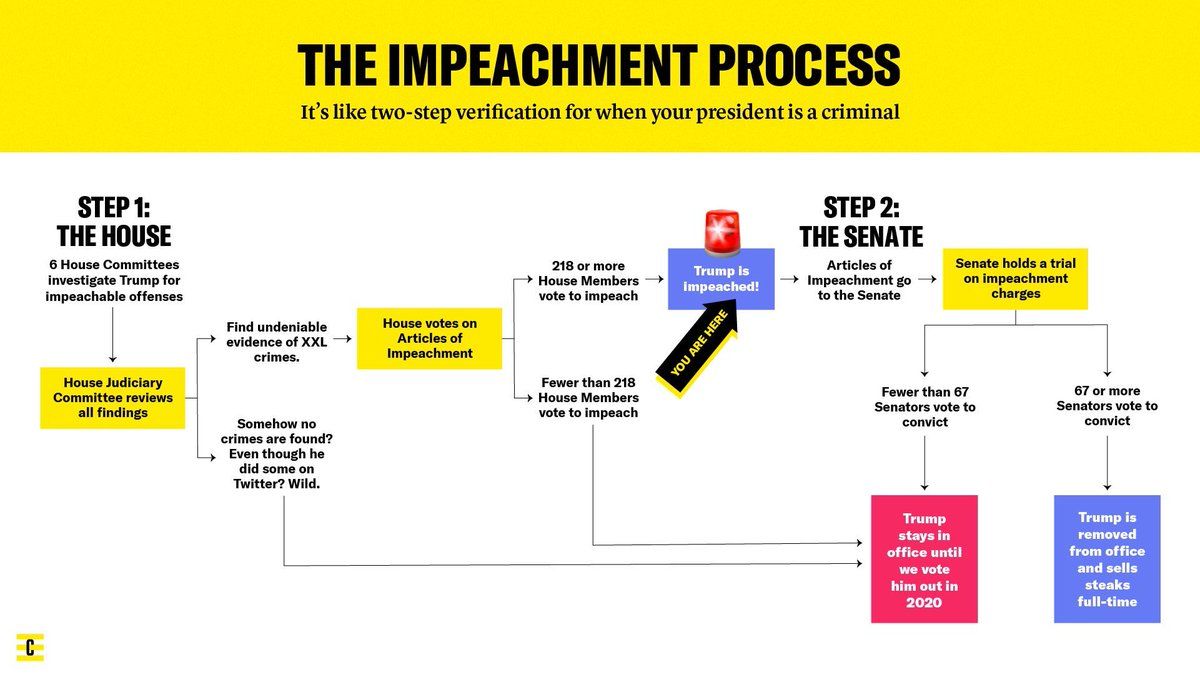 THE IMPEACHMENT PROCESS
It's like two-step verification for when your president is a criminal
STEP 1:
THE HOUSE
6 House Committees
investigate Trump for
impeachable offenses
House Judiciary
Committee reviews
all findings
Find undeniable
evidence of XXL
crimes.
Somehow no
crimes are found?
Even though he
did some on
Twitter? Wild.
House votes on
Articles of
Impeachment
218 or more
House Members
vote to impeach
Fewer than 218
House Members
vote to impeach
Trump is
impeached!
YOU ARE HERE
STEP 2:
THE SENATE
Articles of
Impeachment go
to the Senate
Senate holds a trial
on impeachment
charges
Fewer than 67
Senators vote to
convict
67 or more
Senators vote to
convict
Trump
stays in
office until
we vote
him out in
2020
Trump is
removed
from office
and sells
steaks
full-time
C